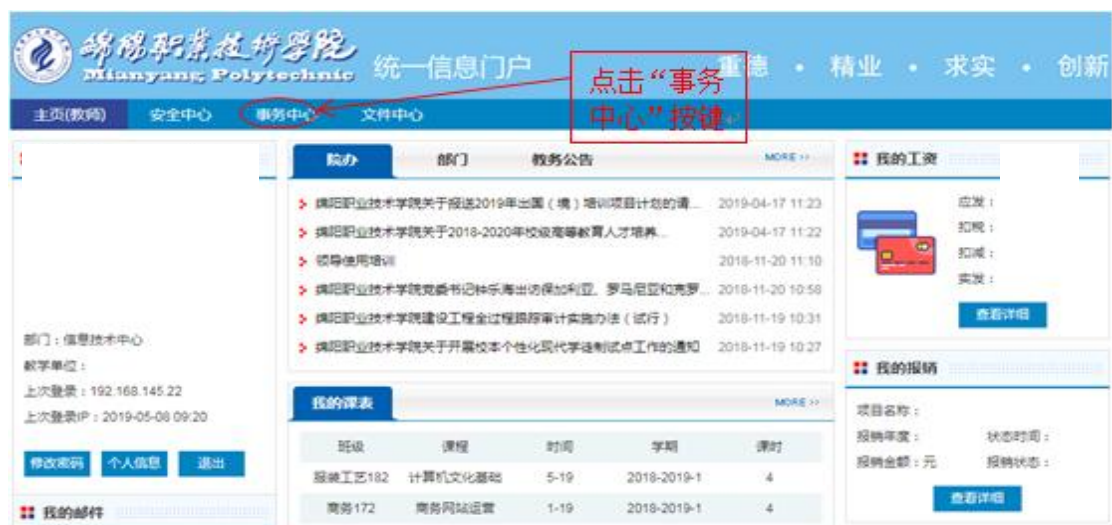 绵阳职业技术学院
Mianyang Polytechnic
统一信息门户
重德 · 精业 · 求实 · 创新
点击“事务
中心”按键
主页(教师) 安全中心 事务中心 文件中心
院办 部门 教务公告 MORE >>
绵阳职业技术学院关于报送2019年出国（境）培训项目计划的请... 2019-04-17 11:23
绵阳职业技术学院关于2018-2020年校级高等教育人才培养... 2019-04-17 11:22
领导使用培训 2018-11-20 11:10
绵阳职业技术学院党委书记钟乐海出访保加利亚、罗马尼亚和克罗... 2018-11-20 10:58
绵阳职业技术学院建设工程全过程跟踪审计实施办法（试行） 2018-11-19 10:31
绵阳职业技术学院关于开展校本个性化现代学徒制试点工作的通知 2018-11-19 10:27
我的工资
应发：
扣税：
扣减：
实发：
查看详细
部门：信息技术中心
教学单位：
上次登录：192.168.145.22
上次登录IP：2019-05-08 09:20
修改密码 个人信息 退出
我的邮件
我的课表 MORE >>
班级 课程 时间 学期 课时
服装工艺182 计算机文化基础 5-19 2018-2019-1 4
商务172 商务网站运营 1-19 2018-2019-1 4
我的报销
项目名称：
报销年度： 状态时间：
报销金额：元 报销状态：
查看详细